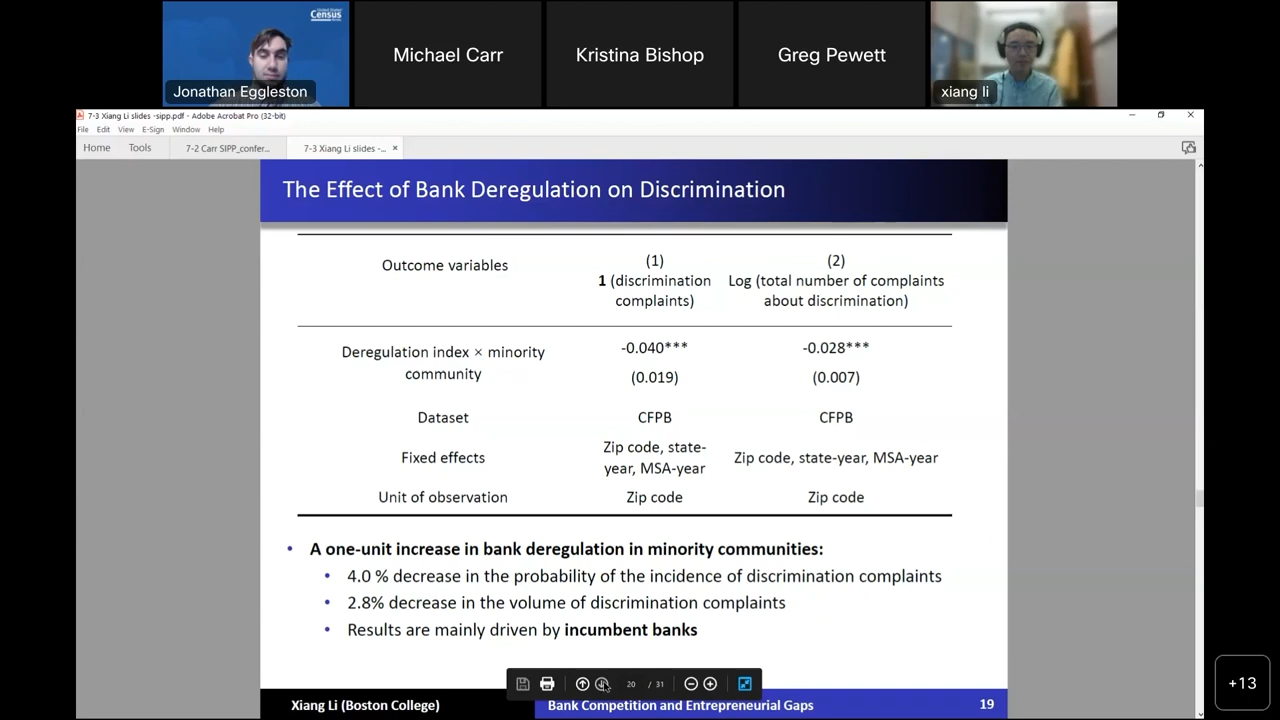 Census
Jonathan Eggleston
Michael Carr
Kristina Bishop
Greg Pewett
xiang li
7-3 Xiang Li slides -sipp.pdf - Adobe Acrobat Pro (32-bit)
File Edit View E-Sign Window Help
Home Tools 7-2 Carr SIPP_confer... 7-3 Xiang Li slides -... ×
The Effect of Bank Deregulation on Discrimination
Outcome variables
(1)
1 (discrimination
complaints)
(2)
Log (total number of complaints
about discrimination)
Deregulation index × minority
community
-0.040***
-0.028***
(0.019)
(0.007)
Dataset
CFPB
CFPB
Fixed effects
Zip code, state-
year, MSA-year
Zip code, state-year, MSA-year
Unit of observation
Zip code
Zip code
• A one-unit increase in bank deregulation in minority communities:
• 4.0 % decrease in the probability of the incidence of discrimination complaints
• 2.8% decrease in the volume of discrimination complaints
• Results are mainly driven by incumbent banks
20 / 31
Xiang Li (Boston College)
Bank Competition and Entrepreneurial Gaps
19
+13